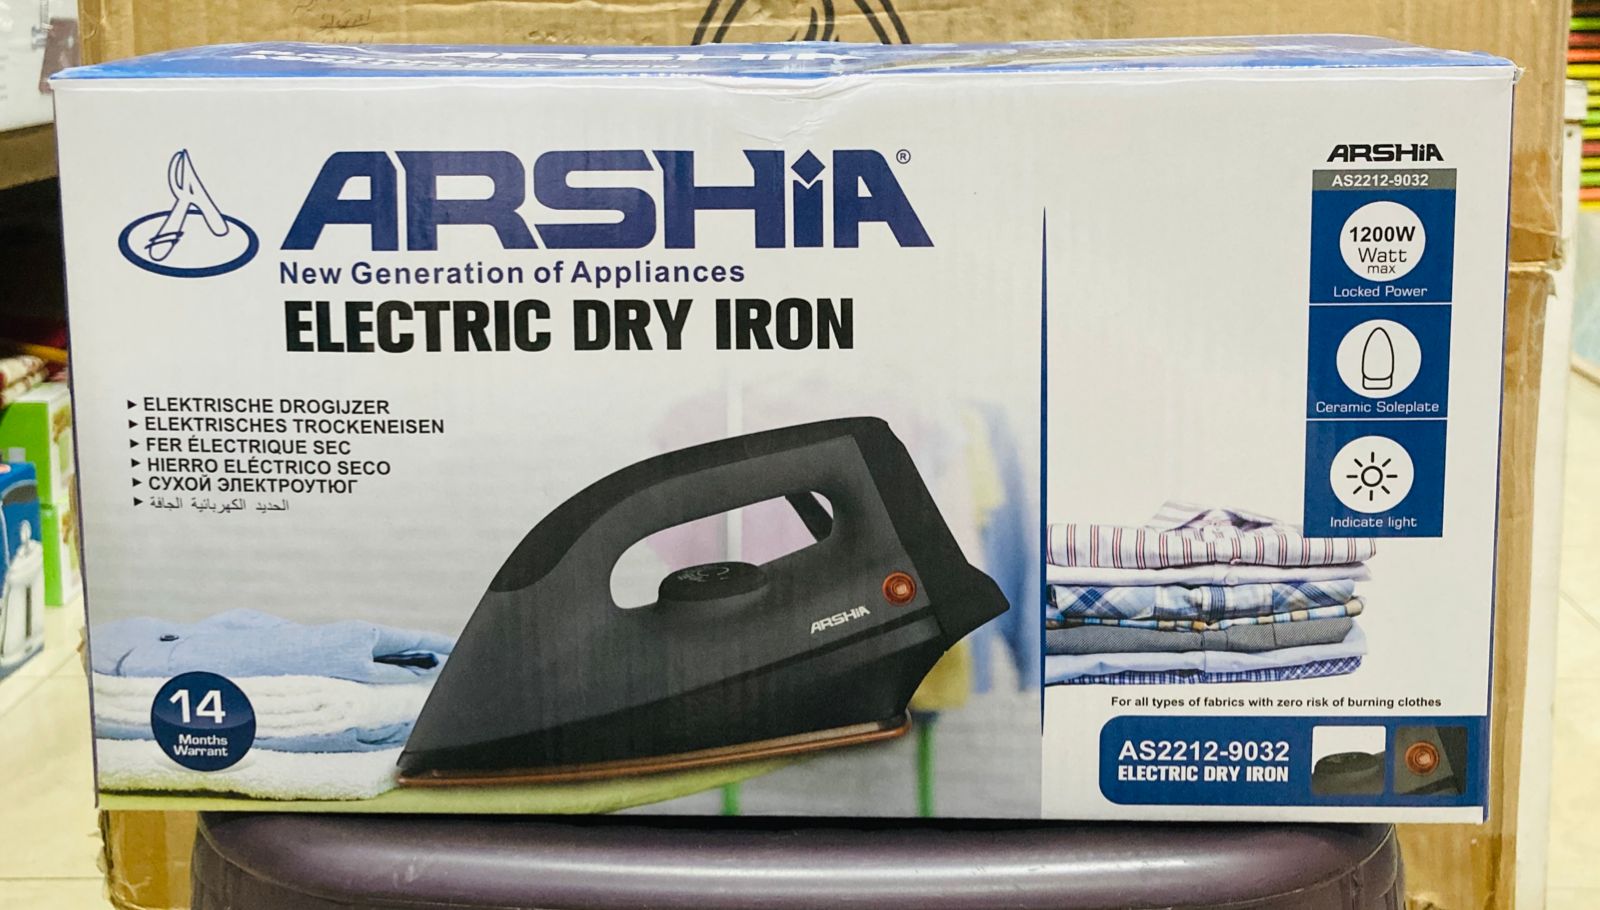 ARSHiA®
New Generation of Appliances
ELECTRIC DRY IRON
ELEKTRISCHE DROGIJZER
ELEKTRISCHES TROCKENEISEN
FER ÉLECTRIQUE SEC
HIERRO ELÉCTRICO SECO
СУХОЙ ЭЛЕКТРОУТЮГ
الحديد الكهربائية الجافة
ARSHiA
14
Months
Warrant
ARSHiA
AS2212-9032
1200W
Watt
max
Locked Power
Ceramic Soleplate
Indicate light
For all types of fabrics with zero risk of burning clothes
AS2212-9032
ELECTRIC DRY IRON